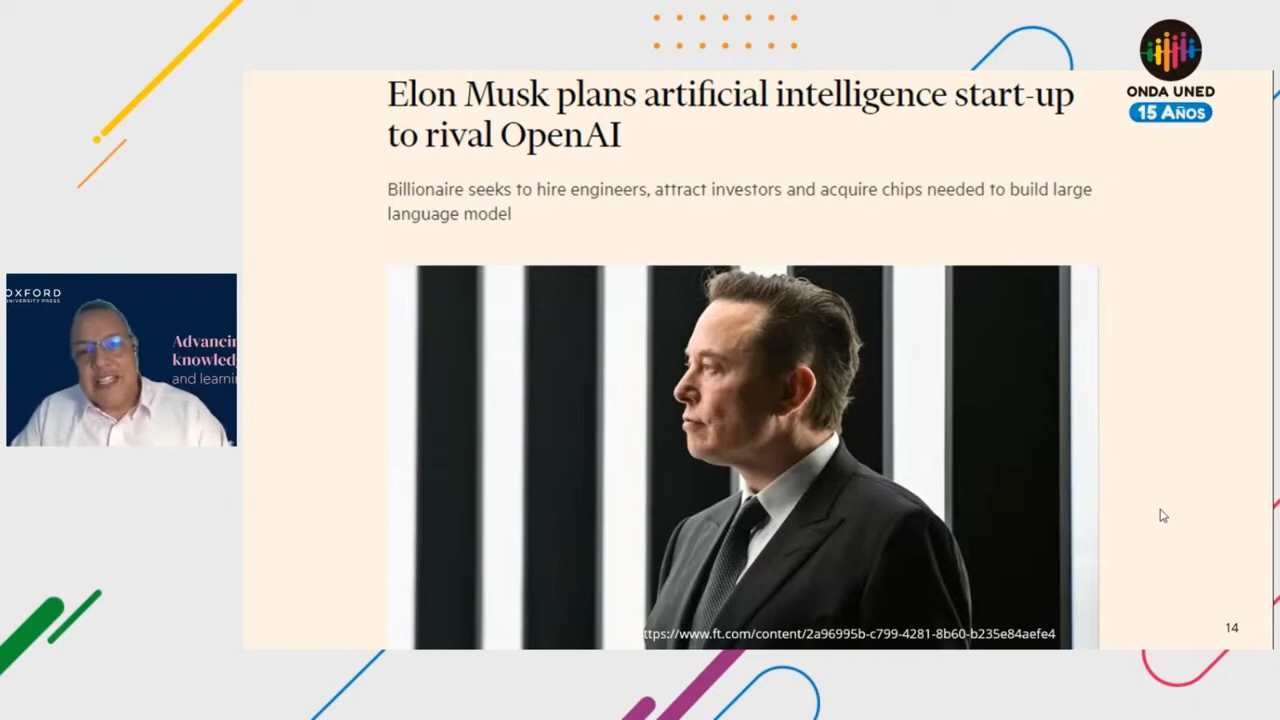 Elon Musk plans artificial intelligence start-up
to rival OpenAI
Billionaire seeks to hire engineers, attract investors and acquire chips needed to build large
language model
ONDA UNED
15 AÑOS
OXFORD
UNIVERSITY PRESS
Advancin
knowled
and learnin
ttps://www.ft.com/content/2a96995b-c799-4281-8b60-b235e84aefe4
14